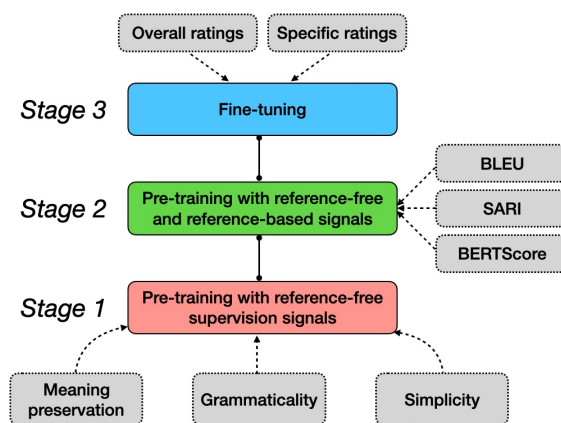 Overall ratings
Specific ratings
Stage 3
Fine-tuning
Stage 2
Pre-training with reference-free
and reference-based signals
BLEU
SARI
BERTScore
Stage 1
Pre-training with reference-free
supervision signals
Meaning
preservation
Grammaticality
Simplicity